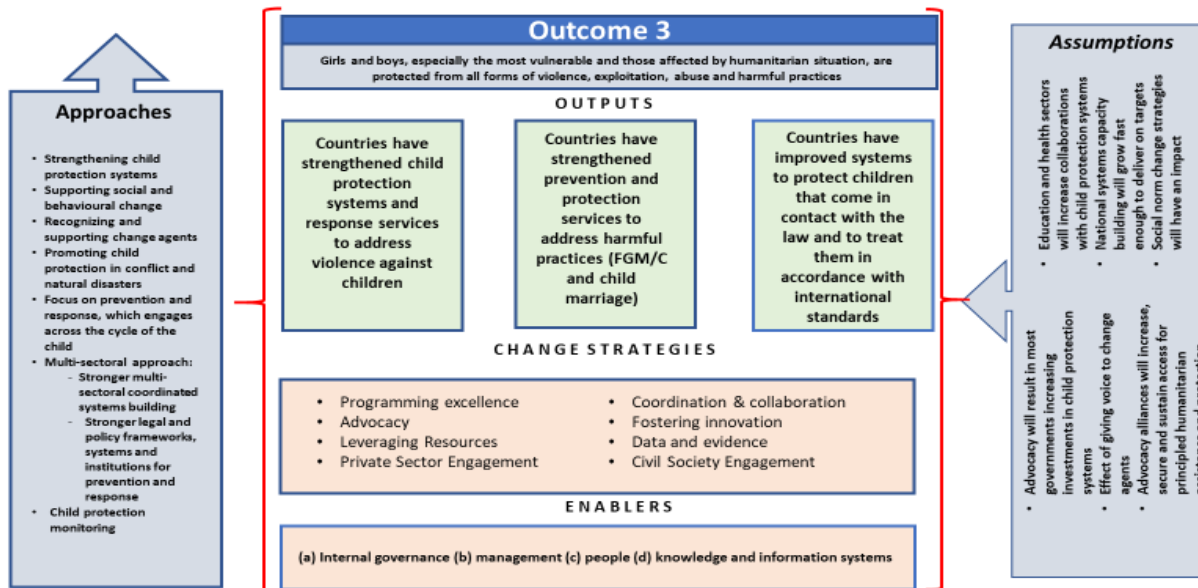 Approaches
• Strengthening child
protection systems
• Supporting social and
behavioural change
• Recognizing and
supporting change agents
• Promoting child
protection in conflict and
natural disasters
• Focus on prevention and
response, which engages
across the cycle of the
child
• Multi-sectoral approach:
- Stronger multi-
sectoral coordinated
systems building
- Stronger legal and
policy frameworks,
systems and
institutions for
prevention and
response
• Child protection
monitoring
Outcome 3
Girls and boys, especially the most vulnerable and those affected by humanitarian situation, are
protected from all forms of violence, exploitation, abuse and harmful practices
OUTPUTS
Countries have
strengthened child
protection
systems and
response services
to address
violence against
children
Countries have
strengthened
prevention and
protection
services to
address harmful
practices (FGM/C
and child
marriage)
Countries have
improved systems
to protect children
that come in
contact with the
law and to treat
them in
accordance with
international
standards
CHANGE STRATEGIES
• Programming excellence
• Advocacy
• Leveraging Resources
• Private Sector Engagement
• Coordination & collaboration
• Fostering innovation
• Data and evidence
• Civil Society Engagement
ENABLERS
(a) Internal governance (b) management (c) people (d) knowledge and information systems
Assumptions
• Education and health sectors
will increase collaborations
with child protection systems
• National systems capacity
building will grow fast
enough to deliver on targets
• Social norm change strategies
will have an impact
• Advocacy will result in most
governments increasing
investments in child protection
systems
• Effect of giving voice to change
agents
• Advocacy alliances will increase,
secure and sustain access for
principled humanitarian